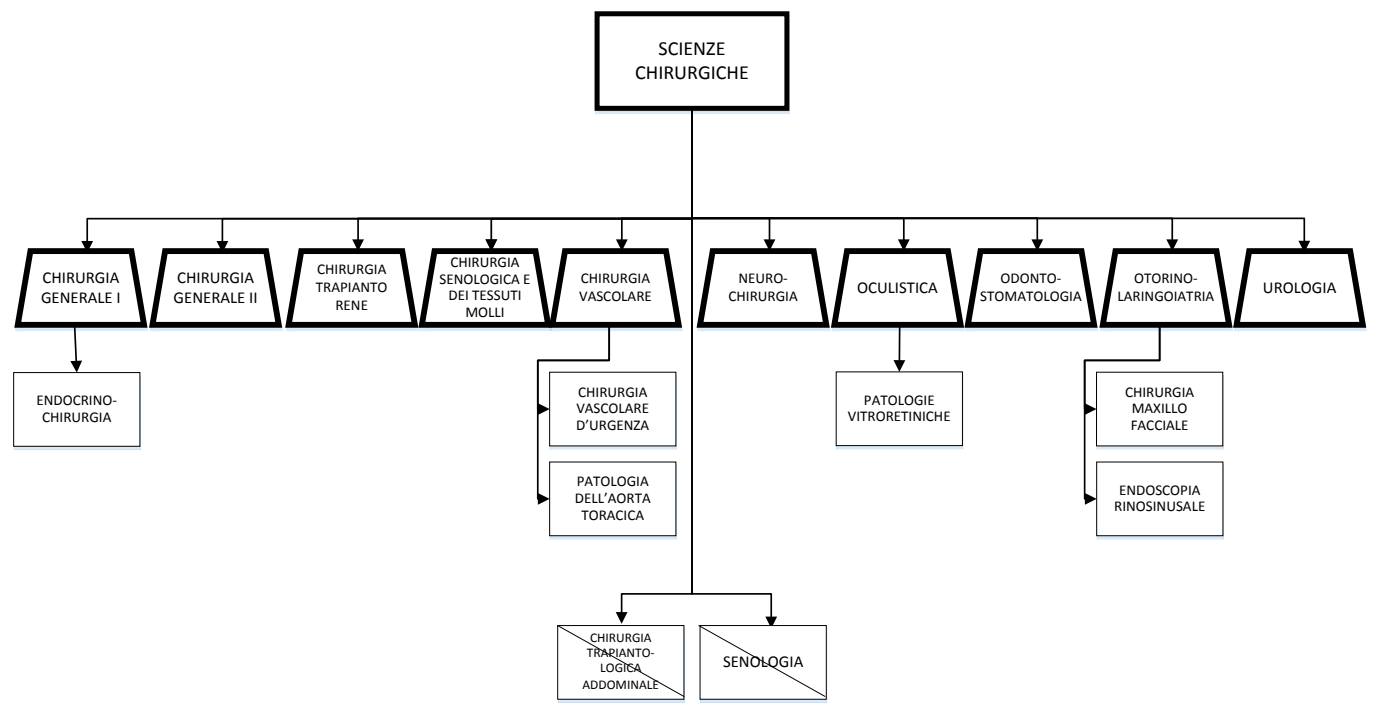 SCIENZE
CHIRURGICHE
CHIRURGIA
GENERALE I
CHIRURGIA
GENERALE II
CHIRURGIA
TRAPIANTO
RENE
CHIRURGIA
SENOLOGICA E
DEI TESSUTI
MOLLI
CHIRURGIA
VASCOLARE
NEURO-
CHIRURGIA
OCULISTICA
ODONTO-
STOMATOLOGIA
OTORINO-
LARINGOIATRIA
UROLOGIA
ENDOCRINO-
CHIRURGIA
CHIRURGIA
VASCOLARE
D'URGENZA
PATOLOGIE
VITRORETINICHE
CHIRURGIA
MAXILLO
FACCIALE
PATOLOGIA
DELL'AORTA
TORACICA
ENDOSCOPIA
RINOSINUSALE
CHIRURGIA
TRAPIANTO-
LOGICA
ADDOMINALE
SENOLOGIA